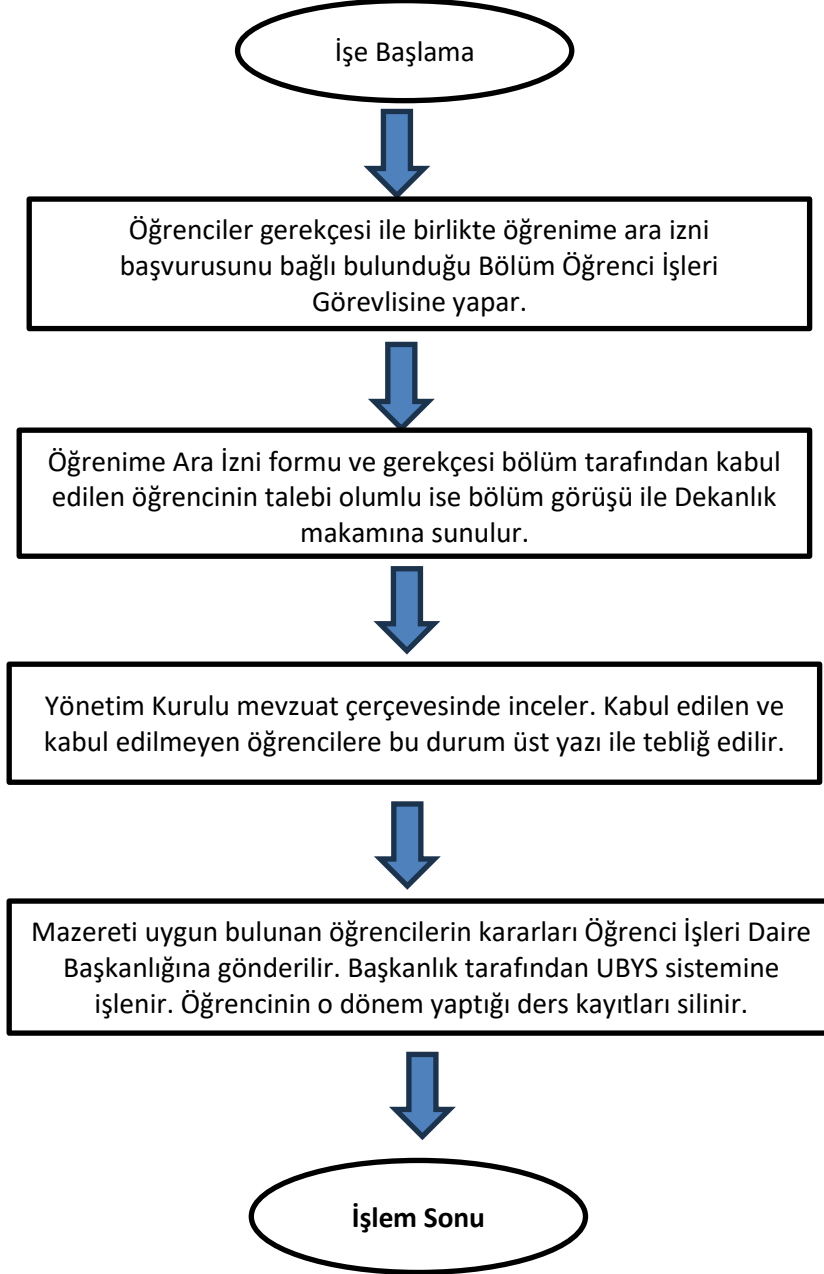 İşe Başlama
Öğrenciler gerekçesi ile birlikte öğrenime ara izni
başvurusunu bağlı bulunduğu Bölüm Öğrenci İşleri
Görevlisine yapar.
Öğrenime Ara İzni formu ve gerekçesi bölüm tarafından kabul
edilen öğrencinin talebi olumlu ise bölüm görüşü ile Dekanlık
makamına sunulur.
Yönetim Kurulu mevzuat çerçevesinde inceler. Kabul edilen ve
kabul edilmeyen öğrencilere bu durum üst yazı ile tebliğ edilir.
Mazereti uygun bulunan öğrencilerin kararları Öğrenci İşleri Daire
Başkanlığına gönderilir. Başkanlık tarafından UBYS sistemine
işlenir. Öğrencinin o dönem yaptığı ders kayıtları silinir.
İşlem Sonu